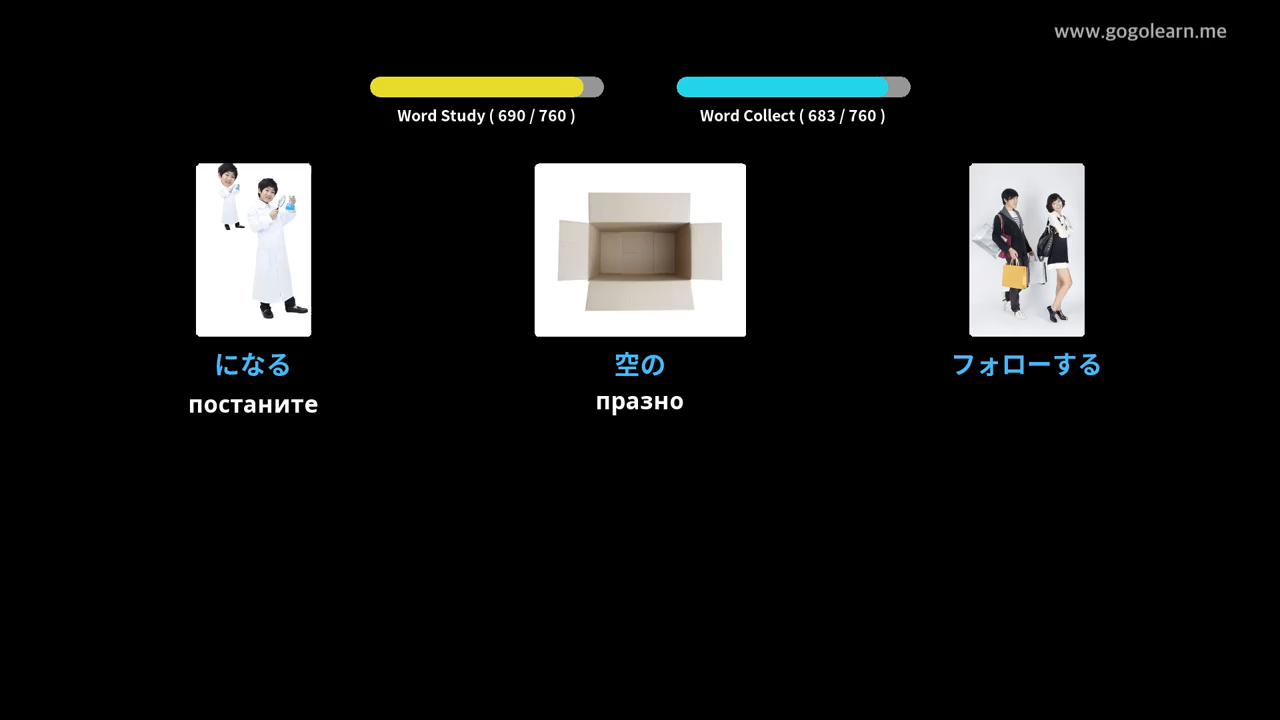 www.gogolearn.me
Word Study ( 690 / 760 )
Word Collect ( 683 / 760 )
になる
空の
フォローする
постаните
празно